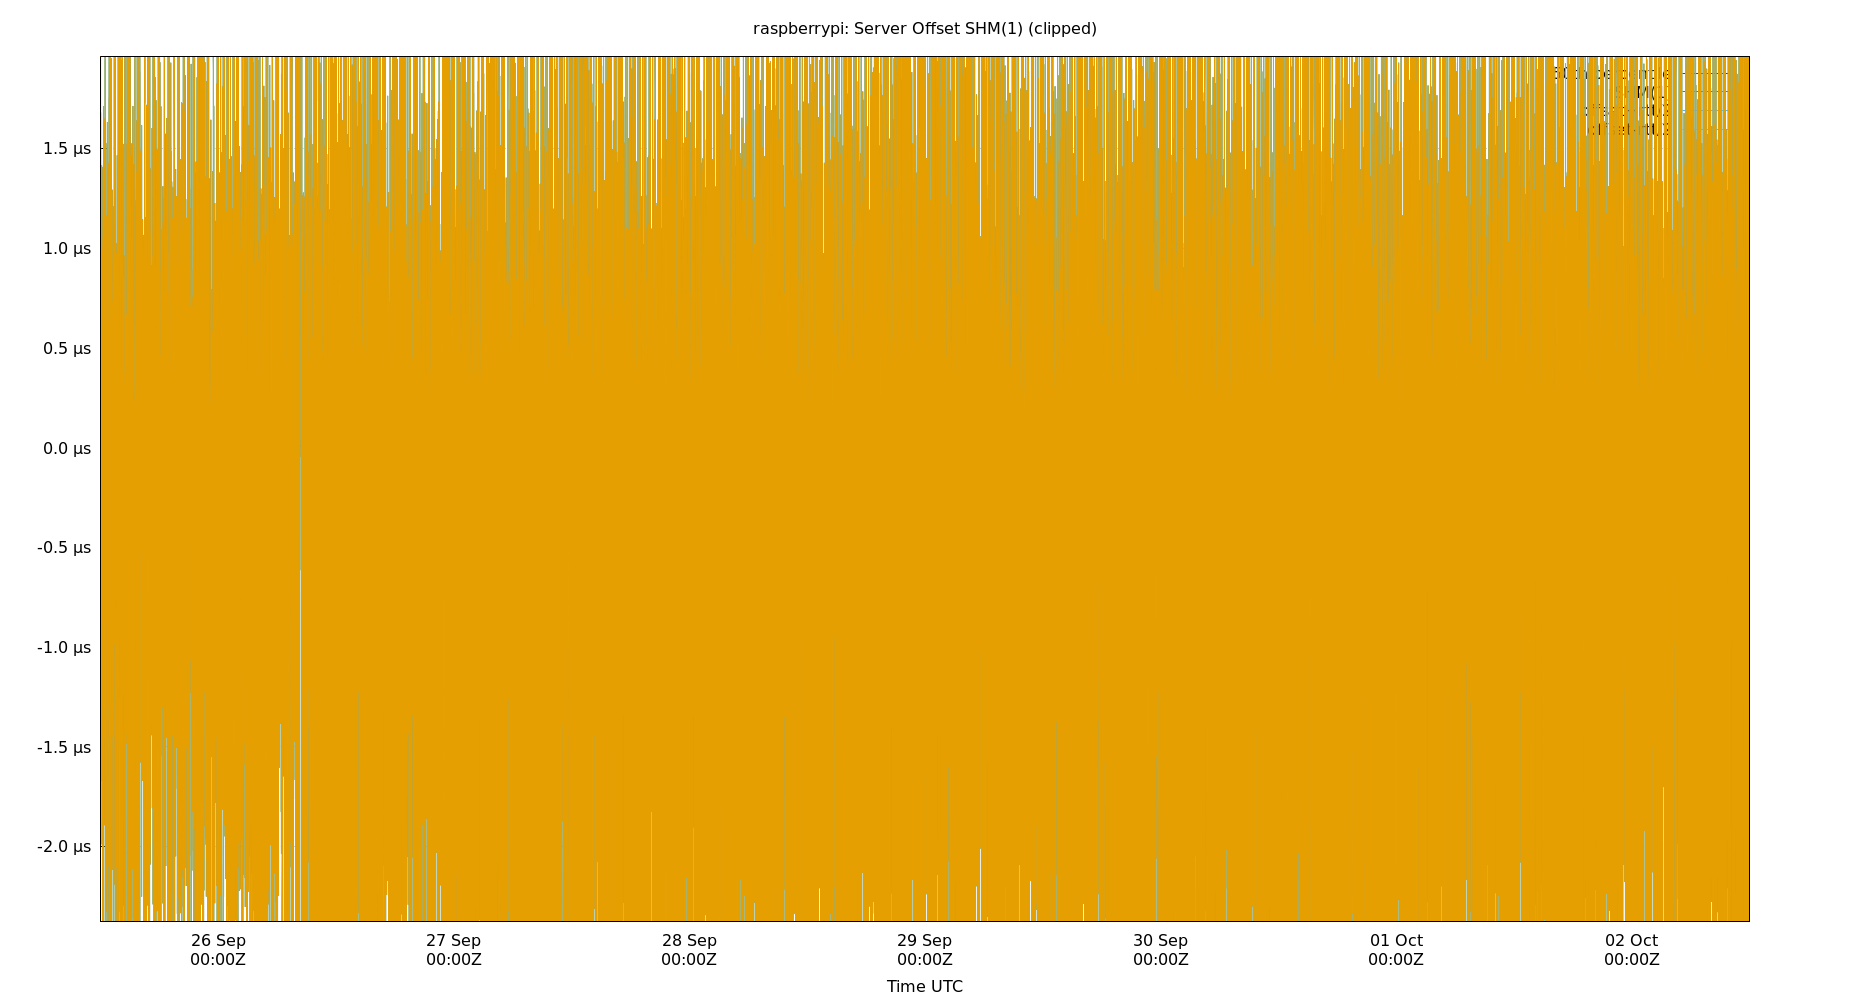 raspberrypi: Server Offset SHM(1) (clipped)
1.5 µs
1.0 µs
0.5 µs
0.0 µs
-0.5 µs
-1.0 µs
-1.5 µs
-2.0 µs
26 Sep 27 Sep 28 Sep 29 Sep 30 Sep 01 Oct 02 Oct
00:00Z 00:00Z 00:00Z 00:00Z 00:00Z 00:00Z 00:00Z
Time UTC